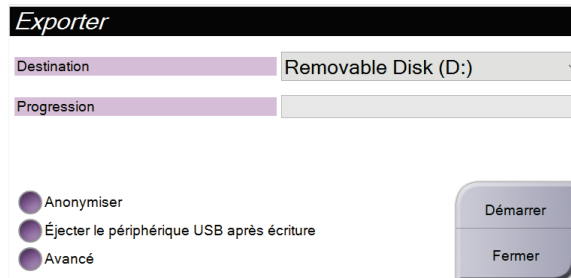 Exporter
Destination
Removable Disk (D:)
Progression
Anonymiser
Éjecter le périphérique USB après écriture
Avancé
Démarrer
Fermer